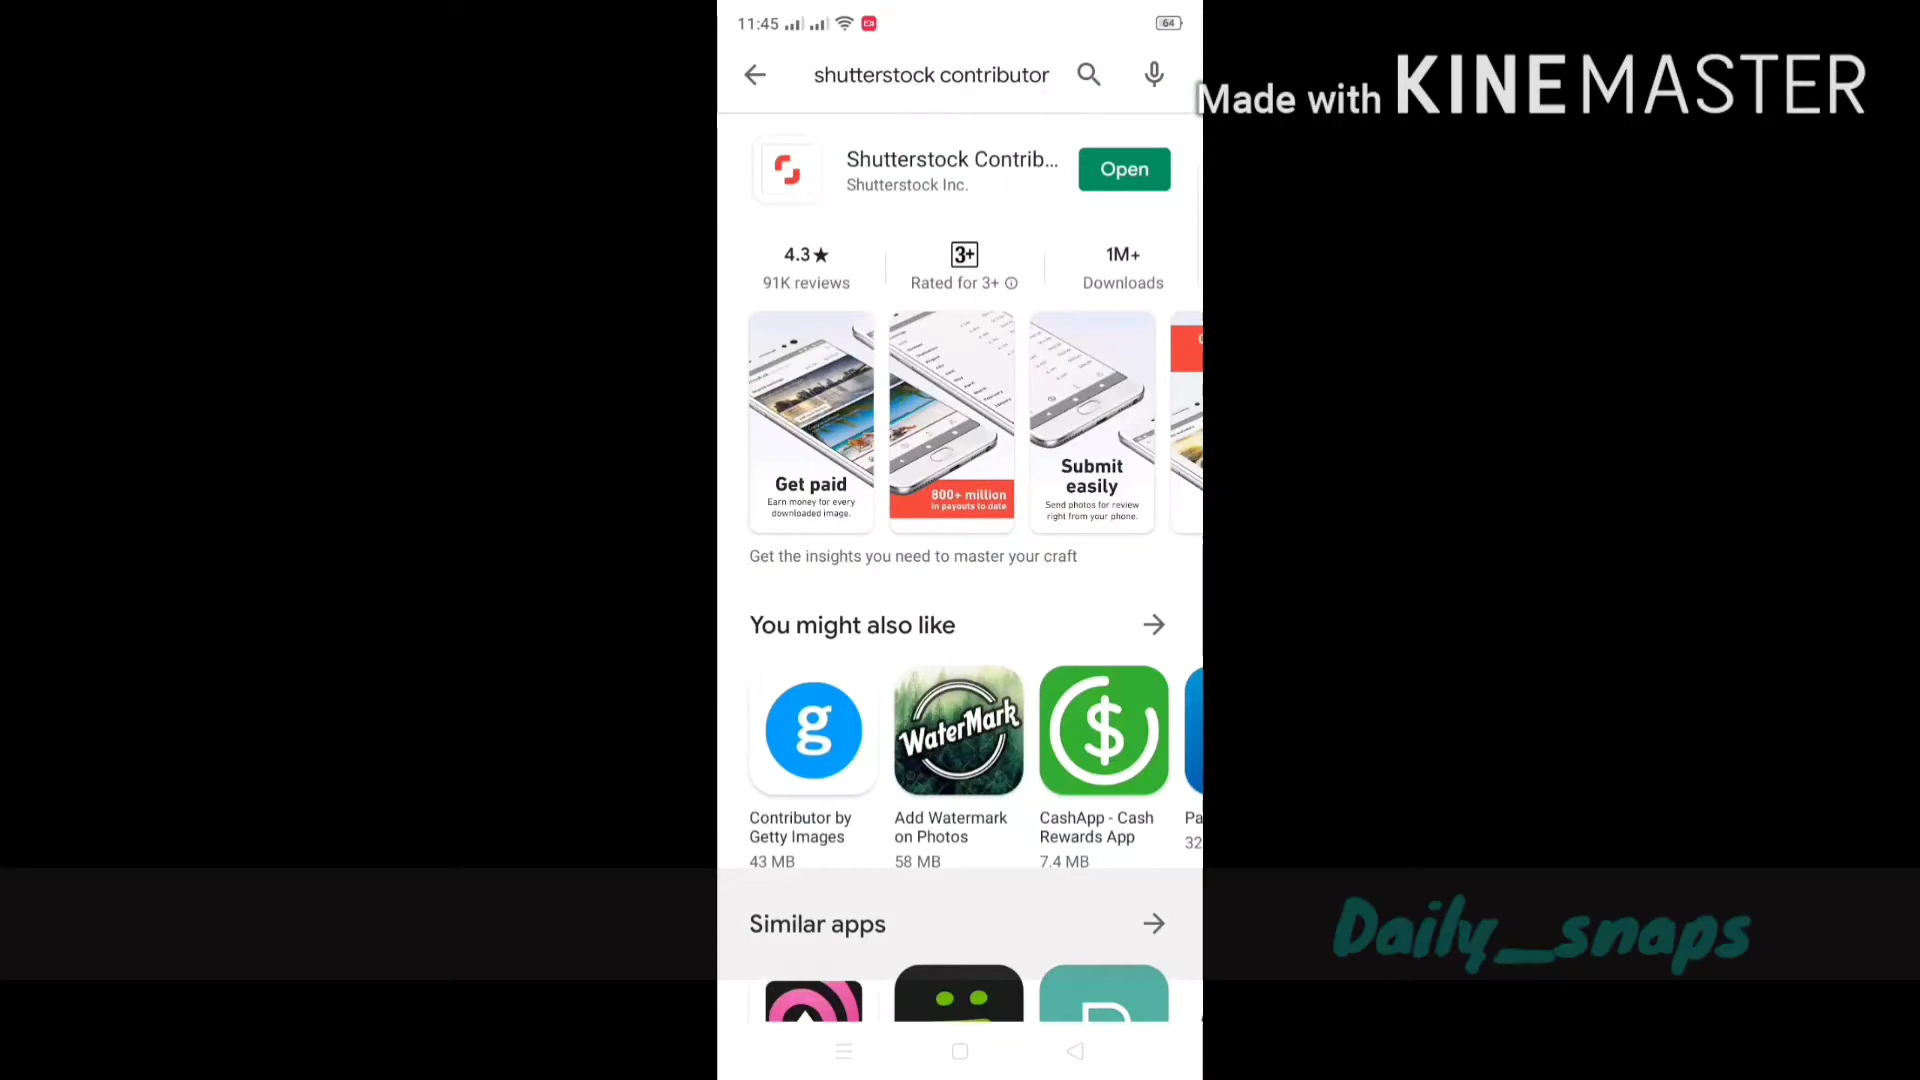 11:45
64
shutterstock contributor
Made with KINEMASTER
Shutterstock Contrib...
Shutterstock Inc.
Open
4.3★
91K reviews
3+
Rated for 3+
1M+
Downloads
Get paid
Earn money for every
downloaded image.
800+ million
in payouts to date
Submit
easily
Send photos for review
right from your phone.
Get the insights you need to master your craft
You might also like
g
WaterMark
$
Contributor by
Getty Images
43 MB
Add Watermark
on Photos
58 MB
CashApp - Cash
Rewards App
7.4 MB
Pa
32
Similar apps
Daily_snaps